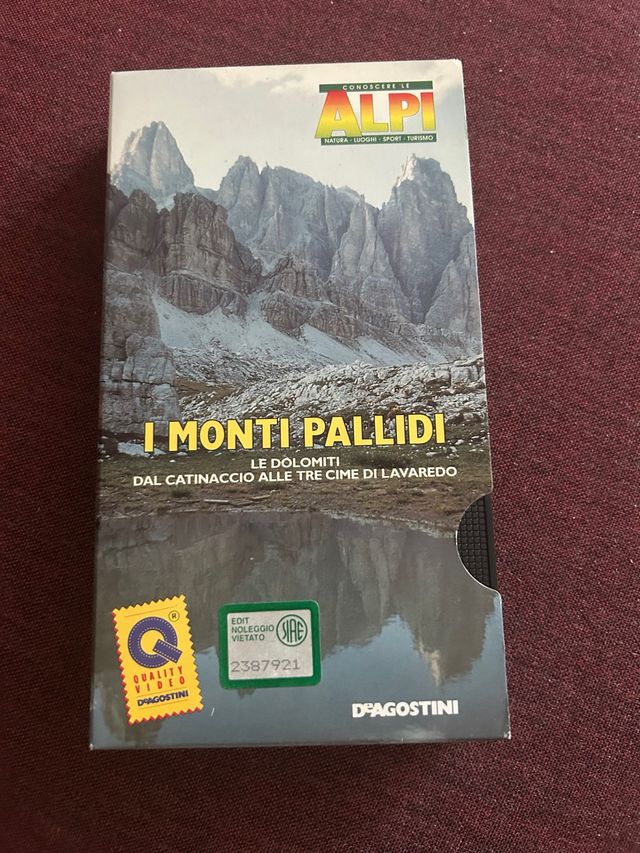 CONOSCERE LE
ALPI
NATURA - LUOGHI - SPORT - TURISMO
I MONTI PALLIDI
LE DOLOMITI
DAL CATINACCIO ALLE TRE CIME DI LAVAREDO
Q ®
QUALITY
VIDEO
DeAGOSTINI
EDIT
NOLEGGIO
VIETATO
SIAE
2387921
DeAGOSTINI